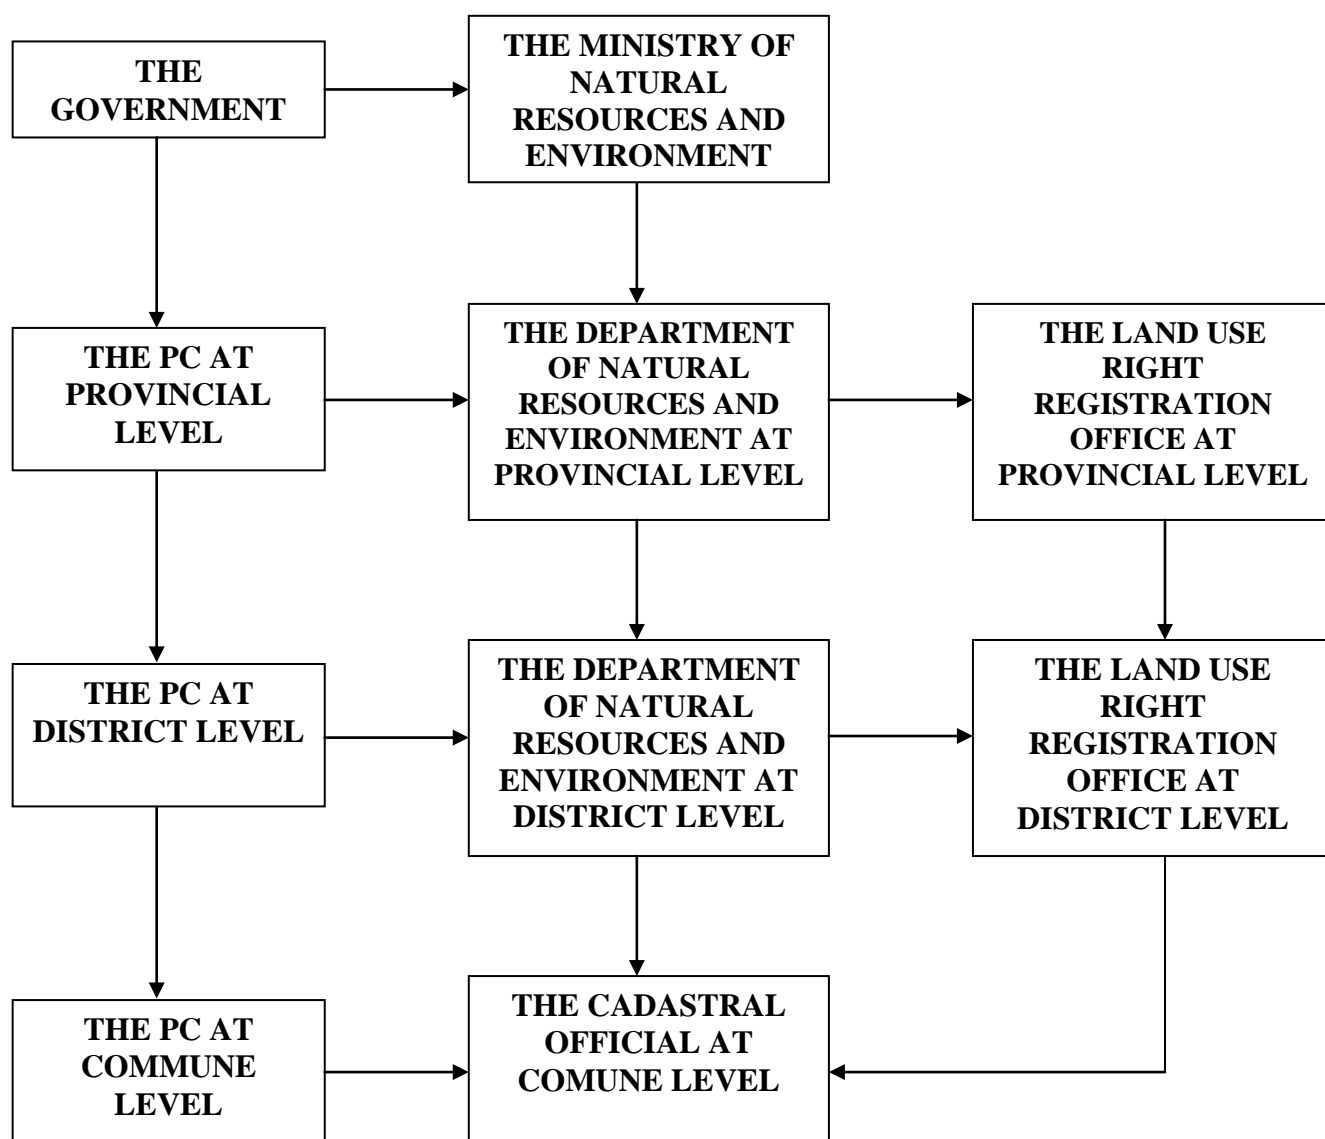 THE
GOVERNMENT
THE MINISTRY OF
NATURAL
RESOURCES AND
ENVIRONMENT
THE PC AT
PROVINCIAL
LEVEL
THE DEPARTMENT
OF NATURAL
RESOURCES AND
ENVIRONMENT AT
PROVINCIAL LEVEL
THE LAND USE
RIGHT
REGISTRATION
OFFICE AT
PROVINCIAL LEVEL
THE PC AT
DISTRICT LEVEL
THE DEPARTMENT
OF NATURAL
RESOURCES AND
ENVIRONMENT AT
DISTRICT LEVEL
THE LAND USE
RIGHT
REGISTRATION
OFFICE AT
DISTRICT LEVEL
THE PC AT
COMMUNE
LEVEL
THE CADASTRAL
OFFICIAL AT
COMUNE LEVEL